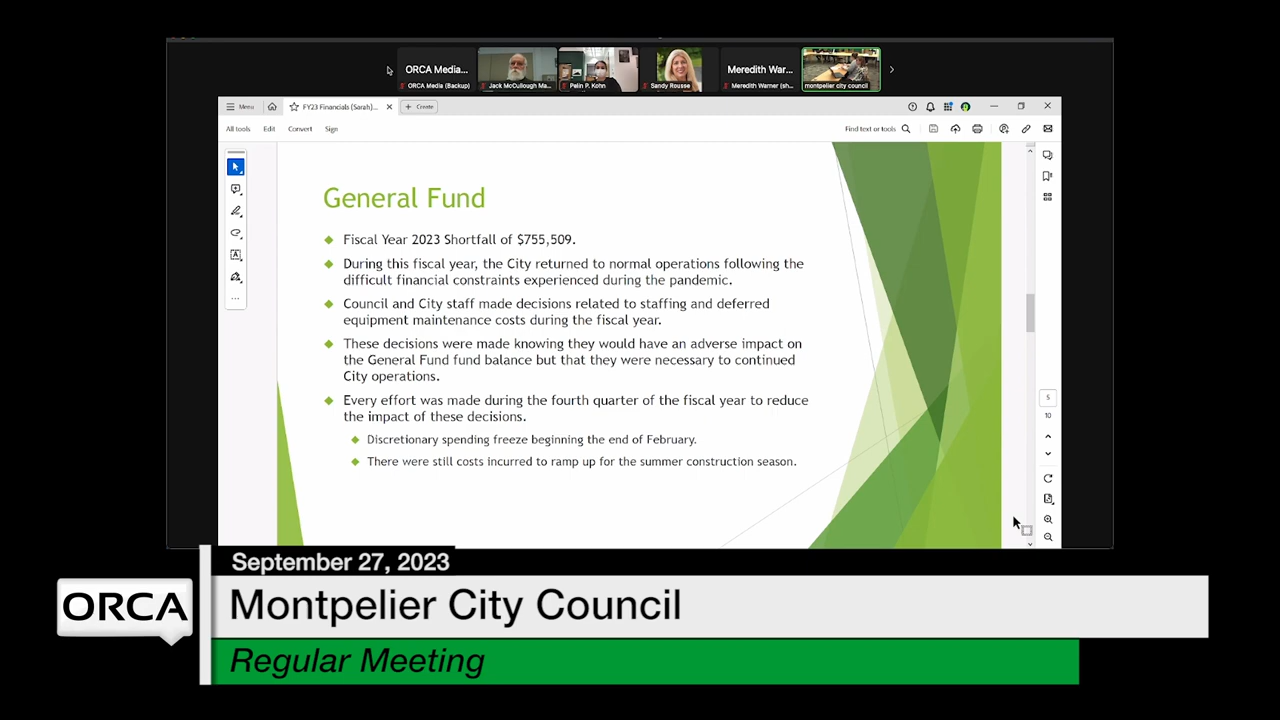 ORCA Media...
Meredith War...
ORCA Media (Backup)
Jack McCullough Ma...
Pelin P. Kohn
Sandy Rousse
Meredith Warner (sh...
montpelier city council
Menu
FY23 Financials (Sarah)...
Create
All tools
Edit
Convert
Sign
Find text or tools
General Fund
Fiscal Year 2023 Shortfall of $755,509.
During this fiscal year, the City returned to normal operations following the
difficult financial constraints experienced during the pandemic.
Council and City staff made decisions related to staffing and deferred
equipment maintenance costs during the fiscal year.
These decisions were made knowing they would have an adverse impact on
the General Fund fund balance but that they were necessary to continued
City operations.
Every effort was made during the fourth quarter of the fiscal year to reduce
the impact of these decisions.
Discretionary spending freeze beginning the end of February.
There were still costs incurred to ramp up for the summer construction season.
5
10
September 27, 2023
ORCA
Montpelier City Council
Regular Meeting